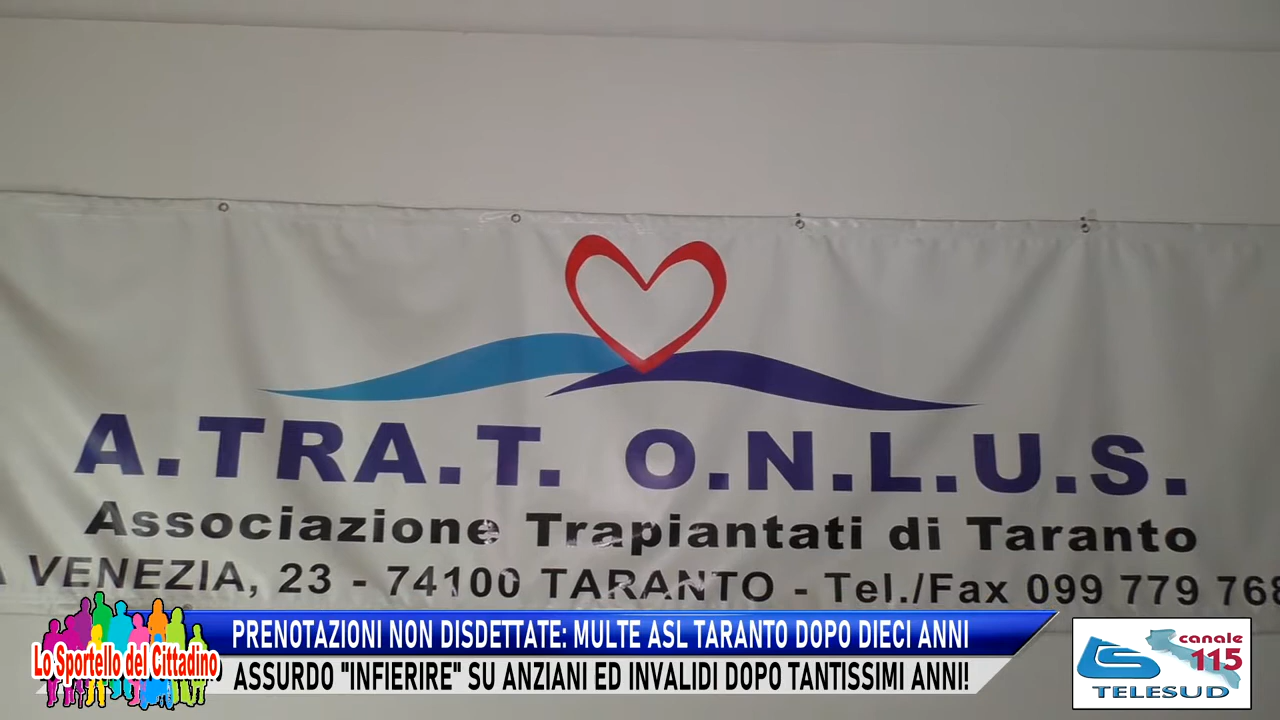 A.TRA.T. O.N.L.U.S.
Associazione Trapiantati di Taranto
VENEZIA, 23 - 74100 TARANTO - Tel./Fax 099 779 768
PRENOTAZIONI NON DISDETTATE: MULTE ASL TARANTO DOPO DIECI ANNI
ASSURDO "INFIERIRE" SU ANZIANI ED INVALIDI DOPO TANTISSIMI ANNI!
Lo Sportello del Cittadino
canale
115
TELESUD